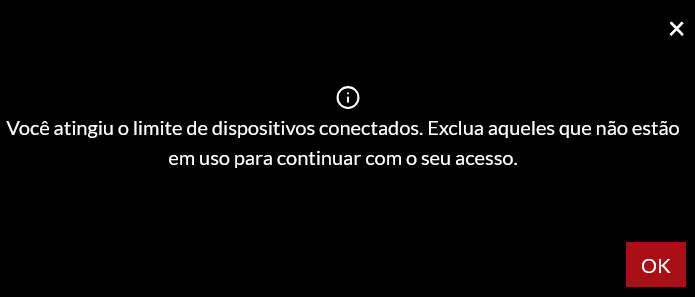 Você atingiu o limite de dispositivos conectados. Exclua aqueles que não estão
em uso para continuar com o seu acesso.
OK